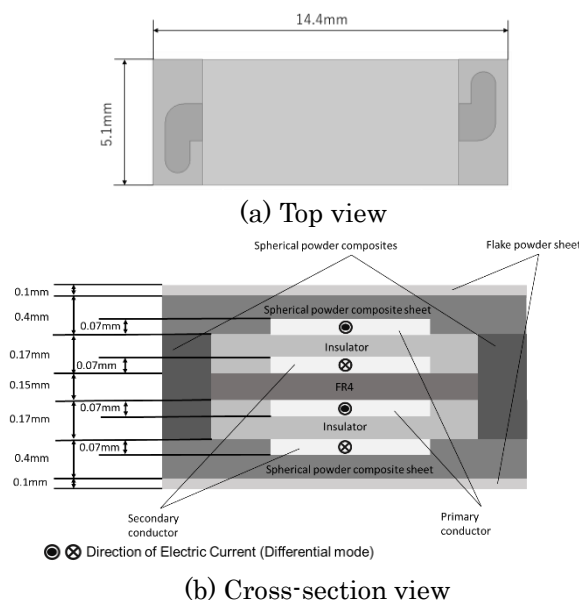 14.4mm
5.1mm
(a) Top view
Spherical powder composites
Flake powder sheet
0.1mm
0.4mm
0.07mm
Spherical powder composite sheet
0.17mm
Insulator
0.07mm
0.15mm
FR4
0.17mm
0.07mm
Insulator
0.07mm
0.4mm
Spherical powder composite sheet
0.1mm
Secondary
conductor
Primary
conductor
Direction of Electric Current (Differential mode)
(b) Cross-section view